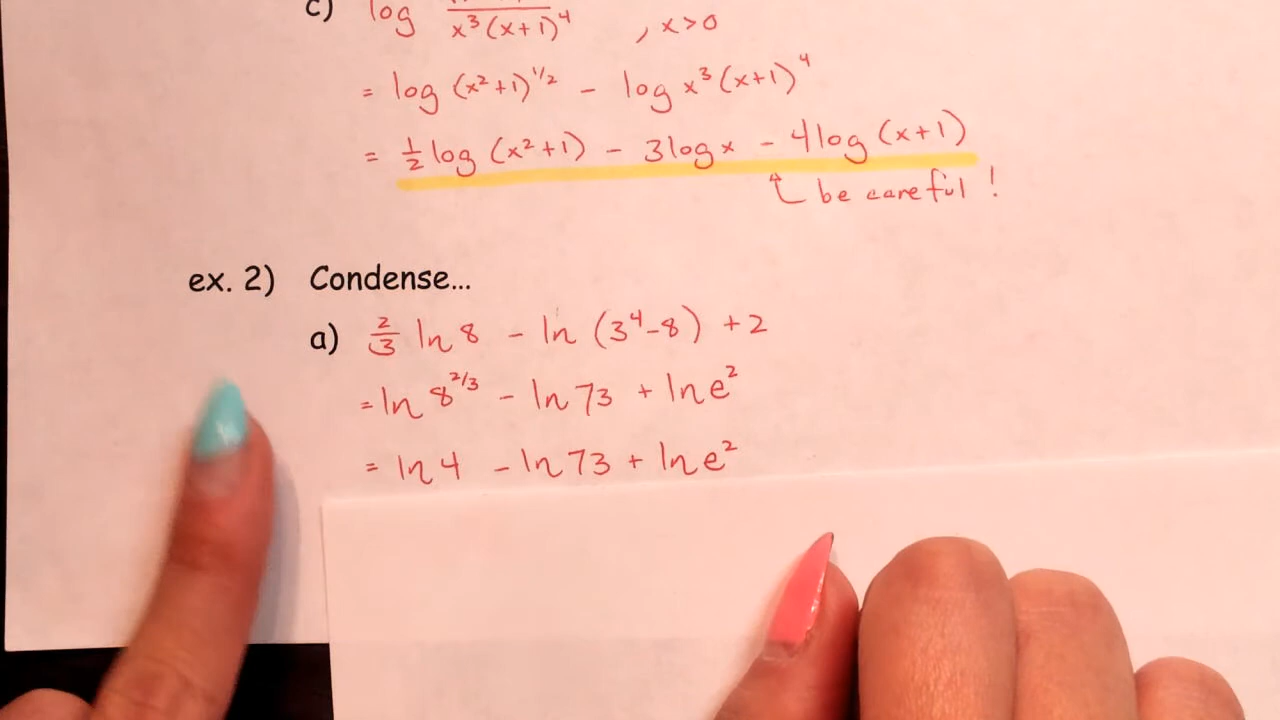 c) log x³(x+1)⁴ , x>0
= log (x²+1)^1/2 - log x³(x+1)⁴
= 1/2 log (x²+1) - 3log x - 4log (x+1)
be careful!
ex. 2) Condense...
a) 2/3 ln 8 - ln (3⁴-8) + 2
= ln 8^2/3 - ln 73 + ln e²
= ln 4 - ln 73 + ln e²